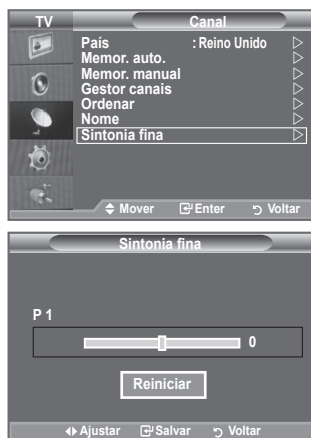 TV Canal
País : Reino Unido
Memor. auto.
Memor. manual
Gestor canais
Ordenar
Nome
Sintonia fina
Mover Enter Voltar
Sintonia fina
P 1
0
Reiniciar
Ajustar Salvar Voltar